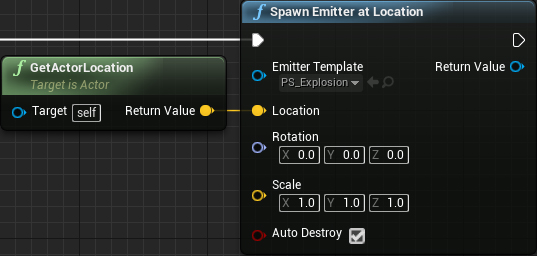 f Spawn Emitter at Location
f GetActorLocation
Target is Actor
Target self Return Value
Emitter Template
PS_Explosion
Return Value
Location
Rotation
X 0.0 Y 0.0 Z 0.0
Scale
X 1.0 Y 1.0 Z 1.0
Auto Destroy